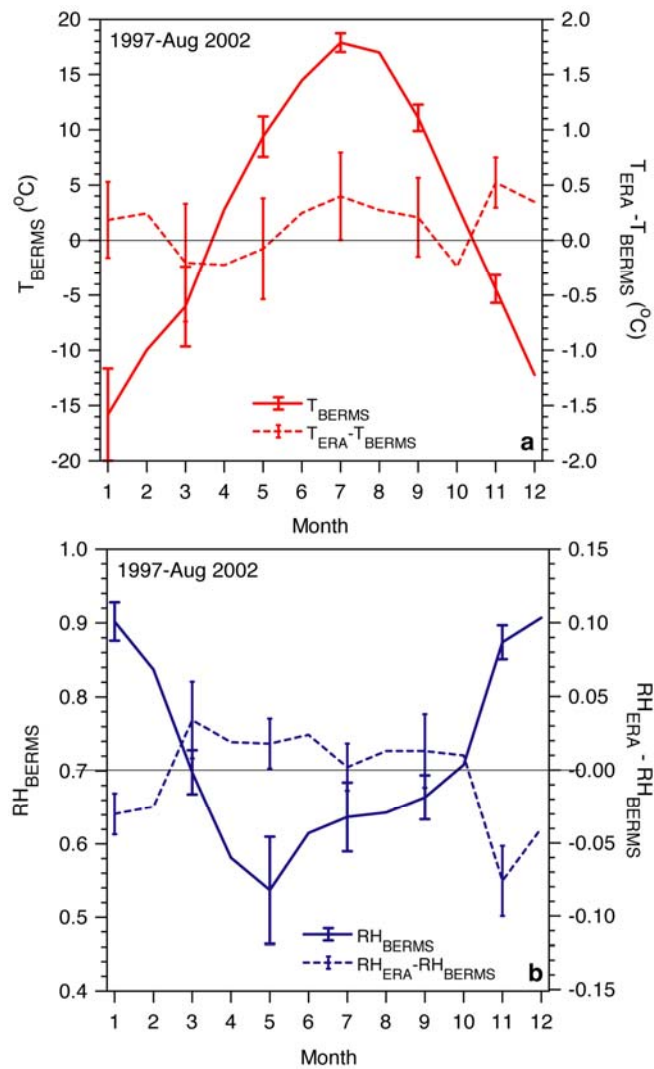 1997-Aug 2002
20
15
10
5
0
-5
-10
-15
-20
T_BERMS (°C)
2.0
1.5
1.0
0.5
0.0
-0.5
-1.0
-1.5
-2.0
T_ERA -T_BERMS (°C)
T_BERMS
T_ERA-T_BERMS
a
1 2 3 4 5 6 7 8 9 10 11 12
Month
1997-Aug 2002
1.0
0.9
0.8
0.7
0.6
0.5
0.4
RH_BERMS
0.15
0.10
0.05
-0.00
-0.05
-0.10
-0.15
RH_ERA - RH_BERMS
RH_BERMS
RH_ERA-RH_BERMS
b
1 2 3 4 5 6 7 8 9 10 11 12
Month